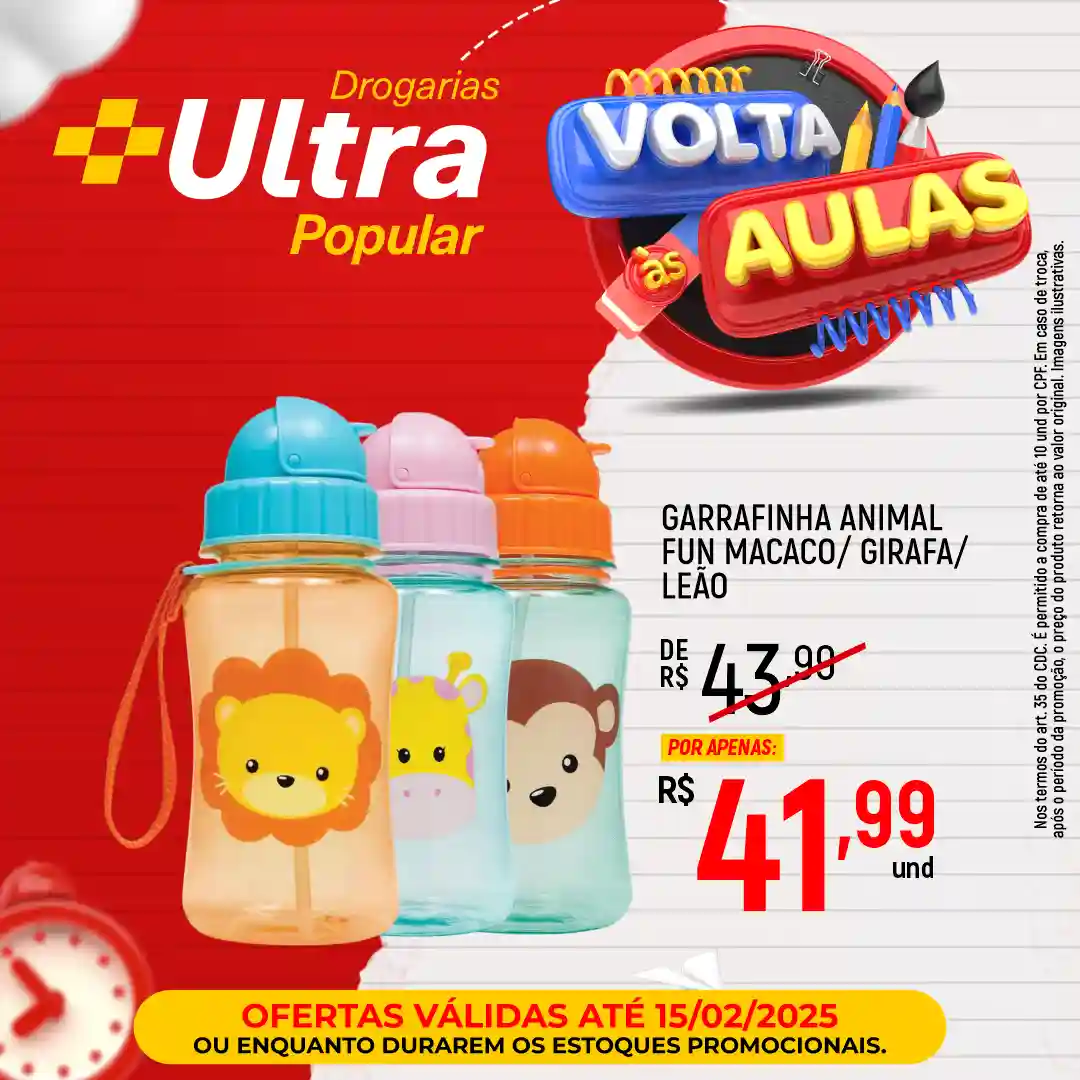 Drogarias
Ultra
Popular
VOLTA
às
AULAS
GARRAFINHA ANIMAL
FUN MACACO/ GIRAFA/
LEÃO
DE
R$ 43,90
POR APENAS:
R$ 41,99
und
Nos termos do art. 35 do CDC. É permitido a compra de até 10 und por CPF. Em caso de troca,
após o período da promoção, o preço do produto retorna ao valor original. Imagens ilustrativas.
OFERTAS VÁLIDAS ATÉ 15/02/2025
OU ENQUANTO DURAREM OS ESTOQUES PROMOCIONAIS.